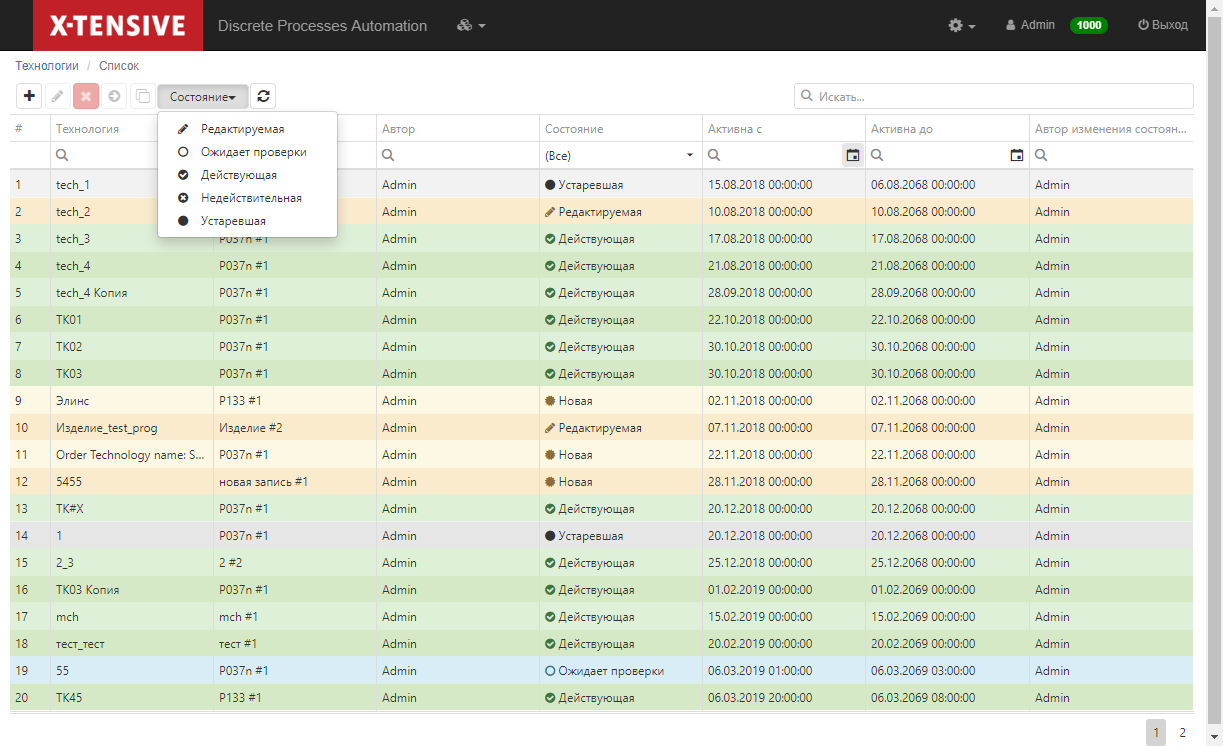 X-TENSIVE Discrete Processes Automation Admin 1000 Выход
Технологии / Список
Состояние Искать...
# Технология Автор Состояние Активна с Активна до Автор изменения состоян...
(Все)
Редактируемая
Ожидает проверки
Действующая
Недействительная
Устаревшая
1 tech_1 Admin Устаревшая 15.08.2018 00:00:00 06.08.2068 00:00:00 Admin
2 tech_2 Admin Редактируемая 10.08.2018 00:00:00 10.08.2068 00:00:00 Admin
3 tech_3 P037n #1 Admin Действующая 17.08.2018 00:00:00 17.08.2068 00:00:00 Admin
4 tech_4 P037n #1 Admin Действующая 21.08.2018 00:00:00 21.08.2068 00:00:00 Admin
5 tech_4 Копия P037n #1 Admin Действующая 28.09.2018 00:00:00 28.09.2068 00:00:00 Admin
6 ТК01 P037n #1 Admin Действующая 22.10.2018 00:00:00 22.10.2068 00:00:00 Admin
7 ТК02 P037n #1 Admin Действующая 30.10.2018 00:00:00 30.10.2068 00:00:00 Admin
8 ТК03 P037n #1 Admin Действующая 30.10.2018 00:00:00 30.10.2068 00:00:00 Admin
9 Элинс P133 #1 Admin Новая 02.11.2018 00:00:00 02.11.2068 00:00:00 Admin
10 Изделие_test_prog Изделие #2 Admin Редактируемая 07.11.2018 00:00:00 07.11.2068 00:00:00 Admin
11 Order Technology name: S... P037n #1 Admin Новая 22.11.2018 00:00:00 22.11.2068 00:00:00 Admin
12 5455 новая запись #1 Admin Новая 28.11.2018 00:00:00 28.11.2068 00:00:00 Admin
13 ТК#X P037n #1 Admin Действующая 20.12.2018 00:00:00 20.12.2068 00:00:00 Admin
14 1 P037n #1 Admin Устаревшая 20.12.2018 00:00:00 20.12.2068 00:00:00 Admin
15 2_3 2 #2 Admin Действующая 25.12.2018 00:00:00 25.12.2068 00:00:00 Admin
16 ТК03 Копия P037n #1 Admin Действующая 01.02.2019 00:00:00 01.02.2069 00:00:00 Admin
17 mch mch #1 Admin Действующая 15.02.2019 00:00:00 15.02.2069 00:00:00 Admin
18 тест_тест тест #1 Admin Действующая 20.02.2019 00:00:00 20.02.2069 00:00:00 Admin
19 55 P037n #1 Admin Ожидает проверки 06.03.2019 01:00:00 06.03.2069 03:00:00 Admin
20 ТК45 P133 #1 Admin Действующая 06.03.2019 20:00:00 06.03.2069 08:00:00 Admin
1 2